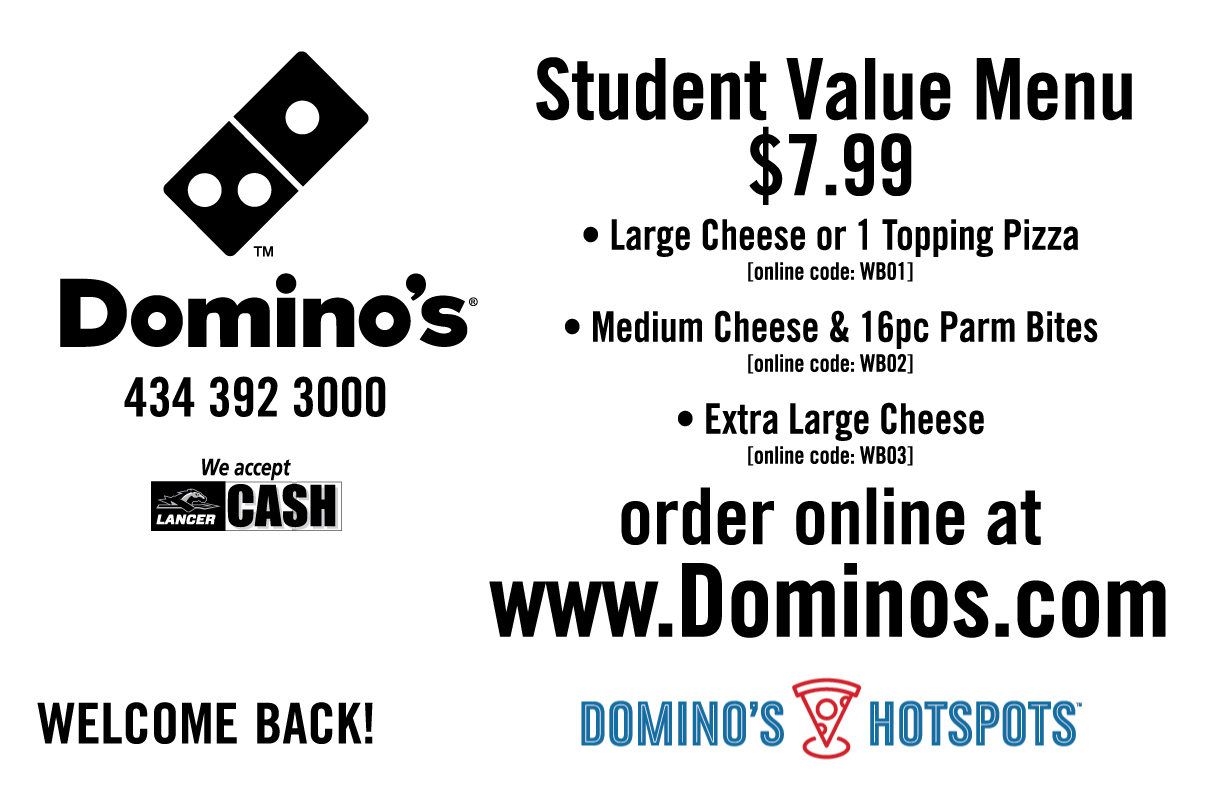 TM
Domino's®
434 392 3000
We accept
LANCER CASH
WELCOME BACK!
Student Value Menu
$7.99
• Large Cheese or 1 Topping Pizza
[online code: WB01]
• Medium Cheese & 16pc Parm Bites
[online code: WB02]
• Extra Large Cheese
[online code: WB03]
order online at
www.Dominos.com
DOMINO'S HOTSPOTS™